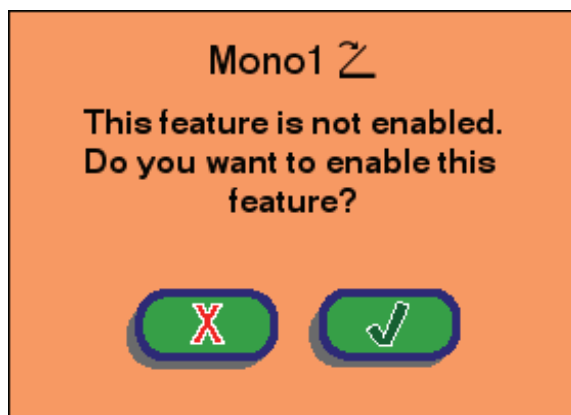 Mono1
This feature is not enabled.
Do you want to enable this
feature?
X